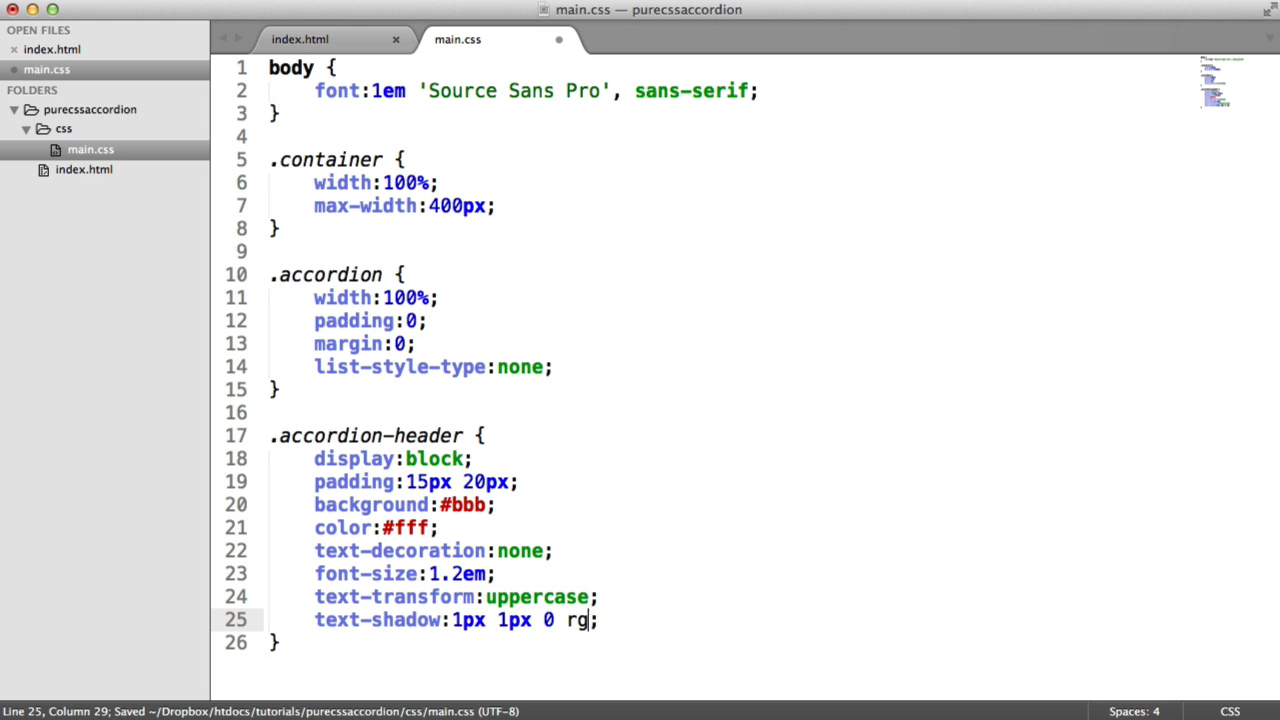 main.css — purecssaccordion
OPEN FILES
index.html
main.css
FOLDERS
purecssaccordion
css
main.css
index.html
index.html
main.css
1 body {
2 font:1em 'Source Sans Pro', sans-serif;
3 }
4
5 .container {
6 width:100%;
7 max-width:400px;
8 }
9
10 .accordion {
11 width:100%;
12 padding:0;
13 margin:0;
14 list-style-type:none;
15 }
16
17 .accordion-header {
18 display:block;
19 padding:15px 20px;
20 background:#bbb;
21 color:#fff;
22 text-decoration:none;
23 font-size:1.2em;
24 text-transform:uppercase;
25 text-shadow:1px 1px 0 rg;
26 }
Line 25, Column 29; Saved ~/Dropbox/htdocs/tutorials/purecssaccordion/css/main.css (UTF-8)
Spaces: 4
CSS